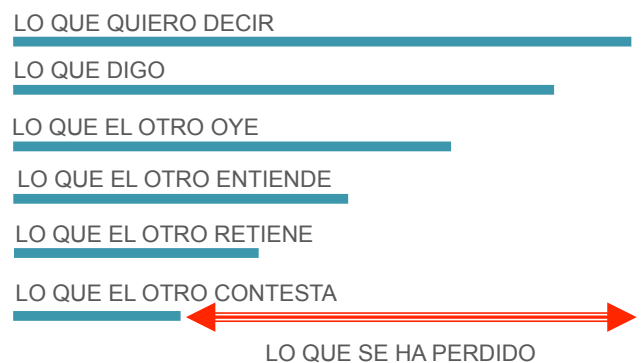 LO QUE QUIERO DECIR
LO QUE DIGO
LO QUE EL OTRO OYE
LO QUE EL OTRO ENTIENDE
LO QUE EL OTRO RETIENE
LO QUE EL OTRO CONTESTA
LO QUE SE HA PERDIDO